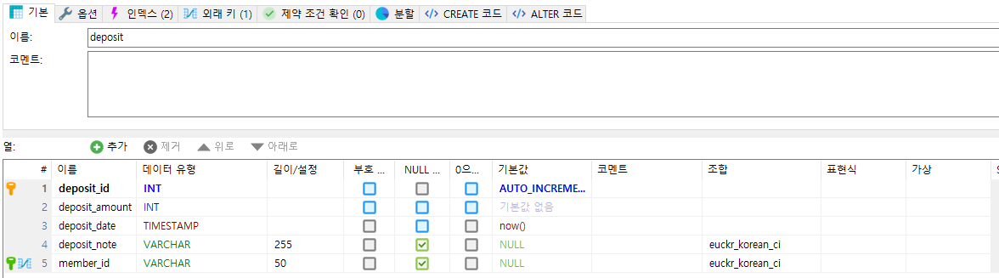 기본 옵션 인덱스 (2) 외래 키 (1) 제약 조건 확인 (0) 분할 CREATE 코드 ALTER 코드
이름: deposit
코멘트:
열: 추가 제거 위로 아래로
# 이름 데이터 유형 길이/설정 부호 ... NULL ... 0으... 기본값 코멘트 조합 표현식 가상 S
1 deposit_id INT AUTO_INCREME...
2 deposit_amount INT 기본값 없음
3 deposit_date TIMESTAMP now()
4 deposit_note VARCHAR 255 NULL euckr_korean_ci
5 member_id VARCHAR 50 NULL euckr_korean_ci